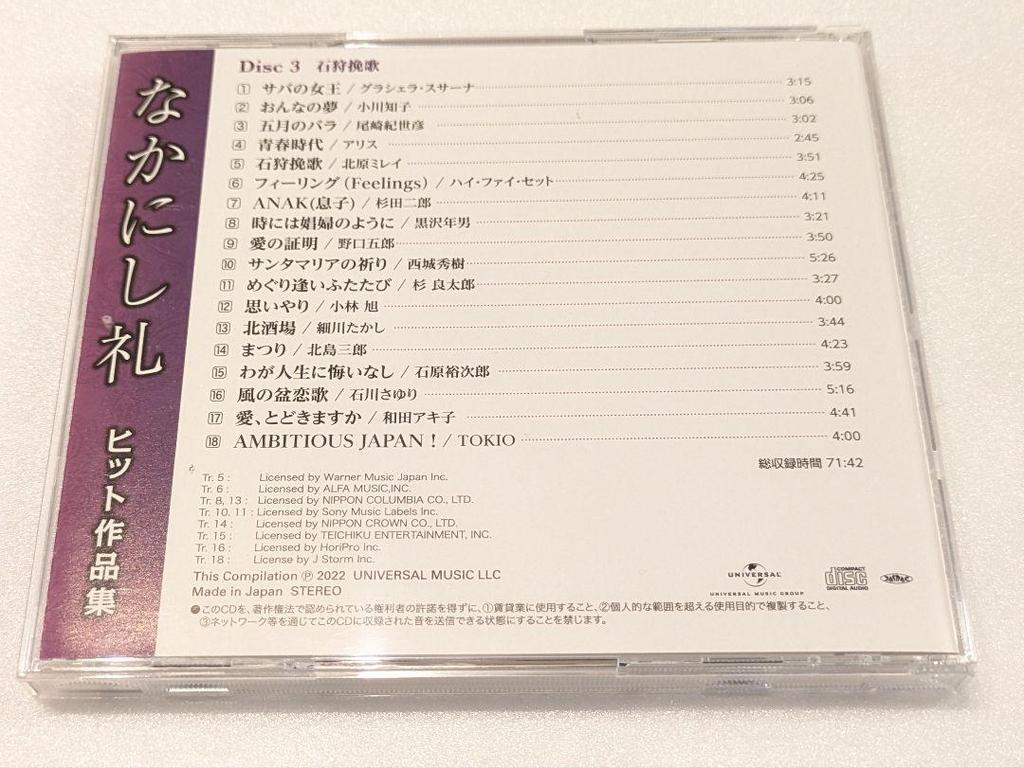 なかにし礼
ヒット作品集
Disc 3 石狩挽歌
① サバの女王 / グラシェラ・スサーナ 3:15
② おんなの夢 / 小川知子 3:06
③ 五月のバラ / 尾崎紀世彦 3:02
④ 青春時代 / アリス 2:45
⑤ 石狩挽歌 / 北原ミレイ 3:51
⑥ フィーリング (Feelings) / ハイ・ファイ・セット 4:25
⑦ ANAK(息子) / 杉田二郎 4:11
⑧ 時には娼婦のように / 黒沢年男 3:21
⑨ 愛の証明 / 野口五郎 3:50
⑩ サンタマリアの祈り / 西城秀樹 5:26
⑪ めぐり逢いふたたび / 杉 良太郎 3:27
⑫ 思いやり / 小林 旭 4:00
⑬ 北酒場 / 細川たかし 3:44
⑭ まつり / 北島三郎 4:23
⑮ わが人生に悔いなし / 石原裕次郎 3:59
⑯ 風の盆恋歌 / 石川さゆり 5:16
⑰ 愛、とどきますか / 和田アキ子 4:41
⑱ AMBITIOUS JAPAN! / TOKIO 4:00
総収録時間 71:42
Tr. 5 : Licensed by Warner Music Japan Inc.
Tr. 6 : Licensed by ALFA MUSIC,INC.
Tr. 8, 13 : Licensed by NIPPON COLUMBIA CO., LTD.
Tr. 10. 11 : Licensed by Sony Music Labels Inc.
Tr. 14 : Licensed by NIPPON CROWN CO., LTD.
Tr. 15 : Licensed by TEICHIKU ENTERTAINMENT, INC.
Tr. 16 : Licensed by HoriPro Inc.
Tr. 18 : License by J Storm Inc.
This Compilation ℗ 2022 UNIVERSAL MUSIC LLC
Made in Japan STEREO
UNIVERSAL
UNIVERSAL MUSIC GROUP
COMPACT
disc
DIGITAL AUDIO
●このCDを、著作権法で認められている権利者の許諾を得ずに、①賃貸業に使用すること、②個人的な範囲を超える使用目的で複製すること、
③ネットワーク等を通じてこのCDに収録された音を送信できる状態にすることを禁じます。